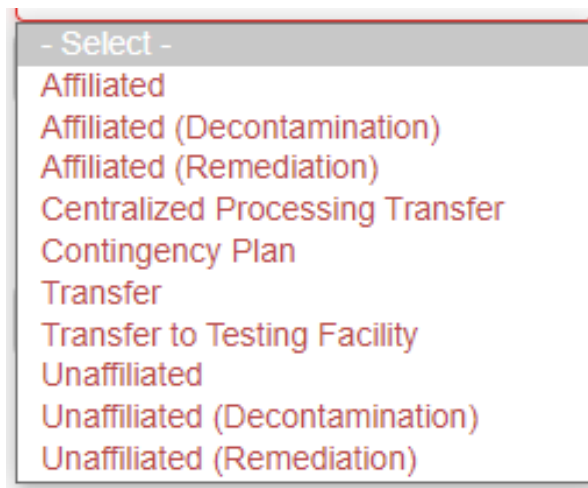 - Select -
Affiliated
Affiliated (Decontamination)
Affiliated (Remediation)
Centralized Processing Transfer
Contingency Plan
Transfer
Transfer to Testing Facility
Unaffiliated
Unaffiliated (Decontamination)
Unaffiliated (Remediation)